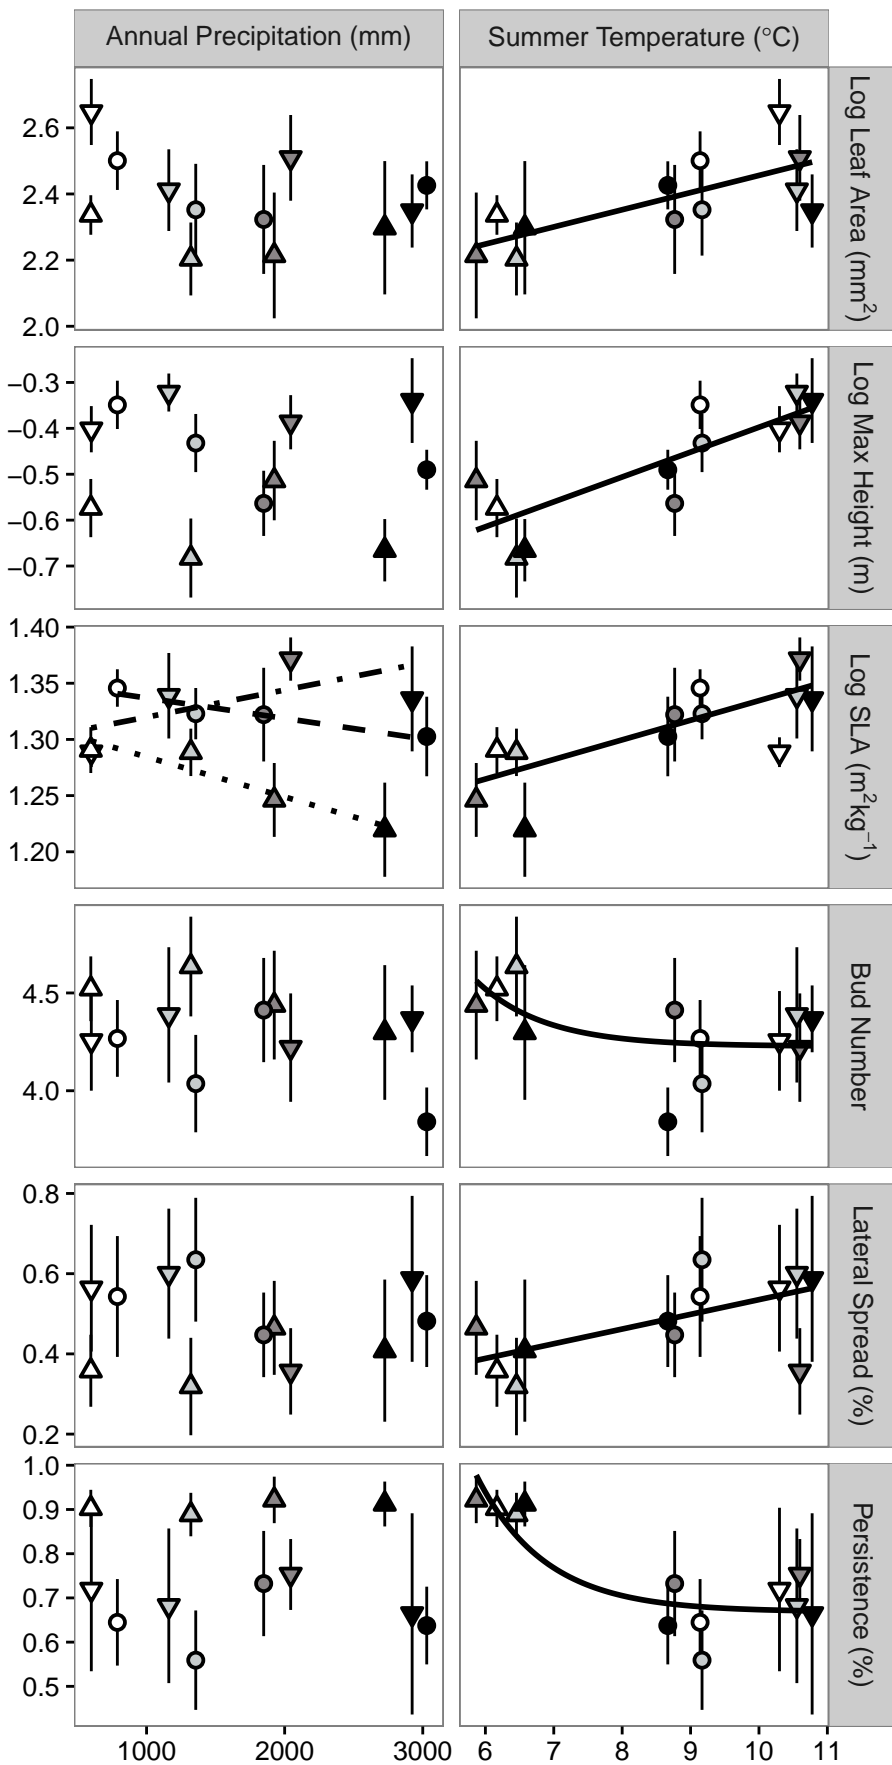 Annual Precipitation (mm)
Summer Temperature (°C)
2.6
2.4
2.2
2.0
Log Leaf Area (mm²)
−0.3
−0.4
−0.5
−0.6
−0.7
Log Max Height (m)
1.40
1.35
1.30
1.25
1.20
Log SLA (m²kg⁻¹)
4.5
4.0
Bud Number
0.8
0.6
0.4
0.2
Lateral Spread (%)
1.0
0.9
0.8
0.7
0.6
0.5
Persistence (%)
1000 2000 3000
6 7 8 9 10 11